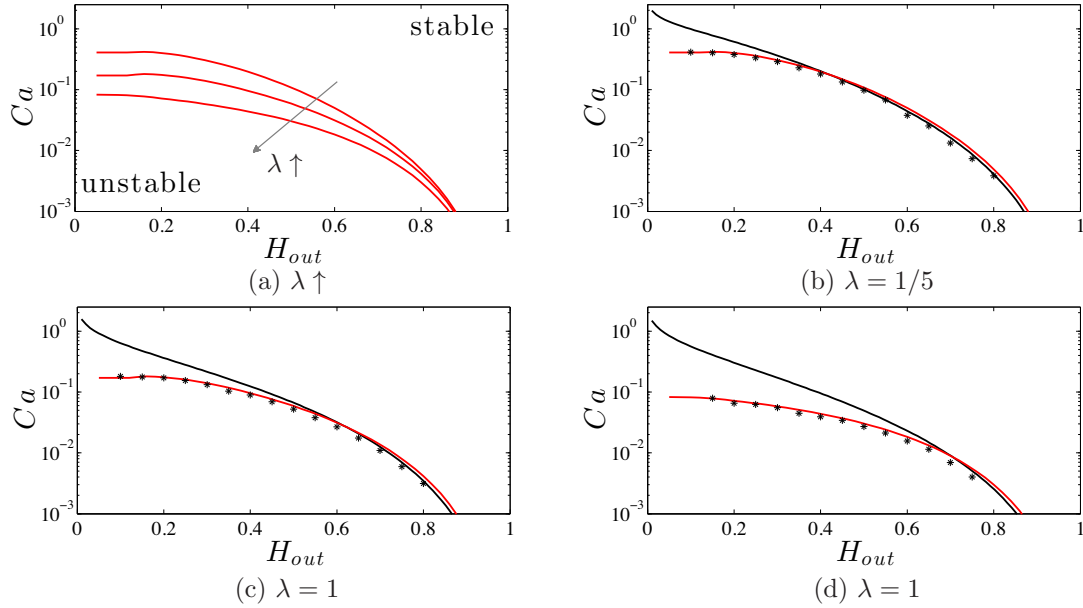 10^0
10^-1
10^-2
10^-3
Ca
stable
unstable
λ ↑
0 0.2 0.4 0.6 0.8 1
H_out
(a) λ ↑
10^0
10^-1
10^-2
10^-3
Ca
0 0.2 0.4 0.6 0.8 1
H_out
(b) λ = 1/5
10^0
10^-1
10^-2
10^-3
Ca
0 0.2 0.4 0.6 0.8 1
H_out
(c) λ = 1
10^0
10^-1
10^-2
10^-3
Ca
0 0.2 0.4 0.6 0.8 1
H_out
(d) λ = 1